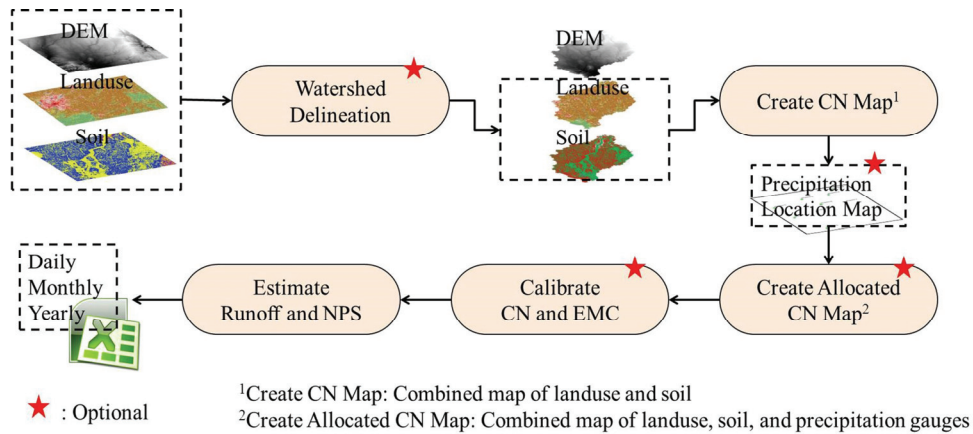 DEM
Landuse
Soil
Watershed
Delineation
DEM
Landuse
Soil
Create CN Map¹
Precipitation
Location Map
Create Allocated
CN Map²
Calibrate
CN and EMC
Estimate
Runoff and NPS
Daily
Monthly
Yearly
X
: Optional
¹Create CN Map: Combined map of landuse and soil
²Create Allocated CN Map: Combined map of landuse, soil, and precipitation gauges